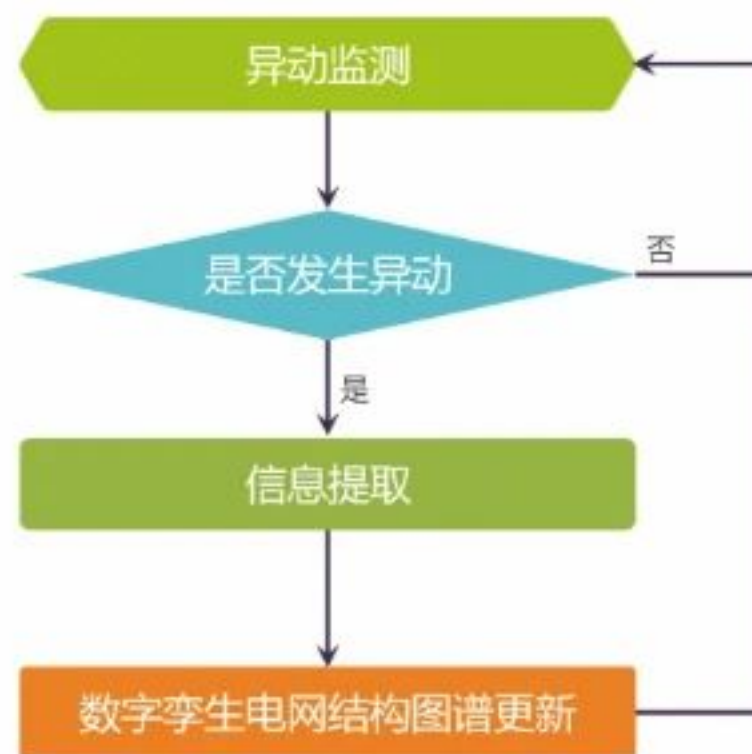 异动监测
是否发生异动
否
是
信息提取
数字孪生电网结构图谱更新